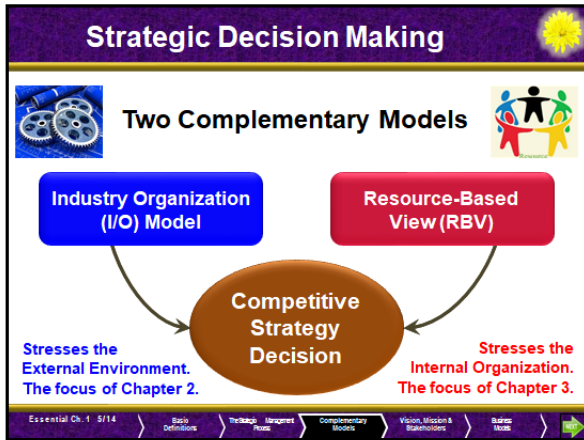 Strategic Decision Making
Two Complementary Models
Resource
Industry Organization
(I/O) Model
Resource-Based
View (RBV)
Competitive
Strategy
Decision
Stresses the
External Environment.
The focus of Chapter 2.
Stresses the
Internal Organization.
The focus of Chapter 3.
Essential Ch. 1 5/14
Basic
Definitions
The Strategic Management
Process
Complementary
Models
Vision, Mission &
Stakeholders
Business
Models
NEXT